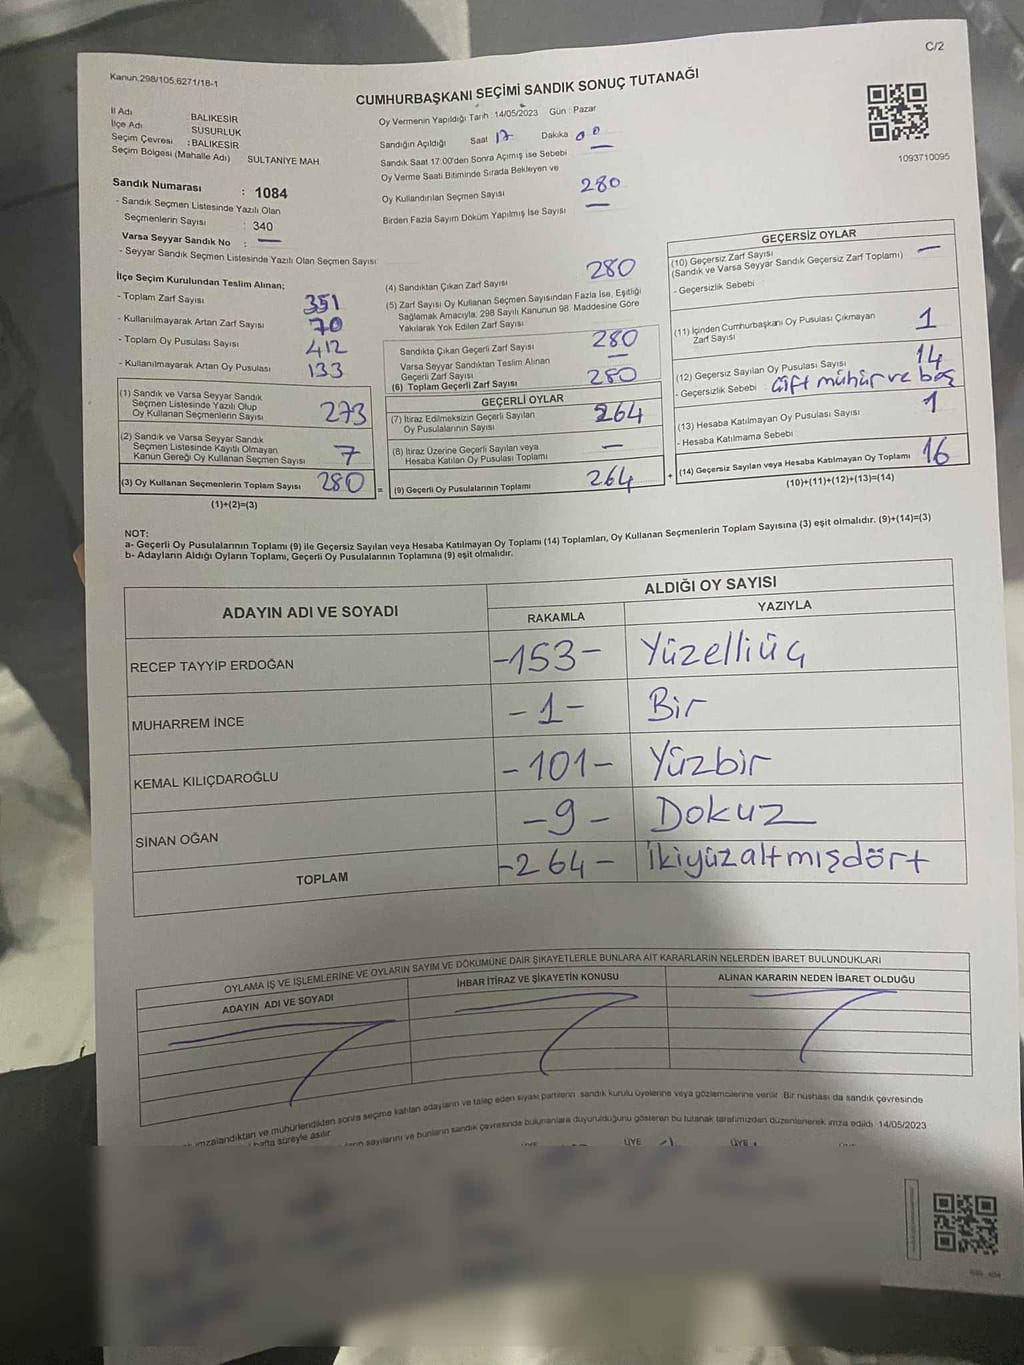 C/2
Kanun.298/105,6271/18-1
CUMHURBAŞKANI SEÇİMİ SANDIK SONUÇ TUTANAĞI
İl Adı : BALIKESİR
İlçe Adı : SUSURLUK
Seçim Çevresi : BALIKESİR
Seçim Bölgesi (Mahalle Adı) SULTANİYE MAH
Oy Vermenin Yapıldığı Tarih :14/05/2023 Gün : Pazar
Sandığın Açıldığı Saat 17 Dakika 00
Sandık Saat 17:00'den Sonra Açımış ise Sebebi —
Oy Verme Saati Bitiminde Sırada Bekleyen ve
Oy Kullandırılan Seçmen Sayısı 280
Birden Fazla Sayım Döküm Yapılmış İse Sayısı —
1093710095
Sandık Numarası : 1084
- Sandık Seçmen Listesinde Yazılı Olan
Seçmenlerin Sayısı : 340
Varsa Seyyar Sandık No : —
- Seyyar Sandık Seçmen Listesinde Yazılı Olan Seçmen Sayısı
İlçe Seçim Kurulundan Teslim Alınan;
- Toplam Zarf Sayısı 351
- Kullanılmayarak Artan Zarf Sayısı 70
- Toplam Oy Pusulası Sayısı 412
- Kullanılmayarak Artan Oy Pusulası 133
(1) Sandık ve Varsa Seyyar Sandık
Seçmen Listesinde Yazılı Olup
Oy Kullanan Seçmenlerin Sayısı 273
(2) Sandık ve Varsa Seyyar Sandık
Seçmen Listesinde Kayıtlı Olmayan
Kanun Gereği Oy Kullanan Seçmen Sayısı 7
(3) Oy Kullanan Seçmenlerin Toplam Sayısı 280
(1)+(2)=(3)
(4) Sandıktan Çıkan Zarf Sayısı 280
(5) Zarf Sayısı Oy Kullanan Seçmen Sayısından Fazla İse, Eşitliği
Sağlamak Amacıyla, 298 Sayılı Kanunun 98. Maddesine Göre
Yakılarak Yok Edilen Zarf Sayısı
Sandıkta Çıkan Geçerli Zarf Sayısı 280
Varsa Seyyar Sandıktan Teslim Alınan
Geçerli Zarf Sayısı —
(6) Toplam Geçerli Zarf Sayısı 280
GEÇERLİ OYLAR
(7) İtiraz Edilmeksizin Geçerli Sayılan
Oy Pusulalarının Sayısı 264
(8) İtiraz Üzerine Geçerli Sayılan veya
Hesaba Katılan Oy Pusulası Toplamı —
= (9) Geçerli Oy Pusulalarının Toplamı 264
GEÇERSİZ OYLAR
(10) Geçersiz Zarf Sayısı
(Sandık ve Varsa Seyyar Sandık Geçersiz Zarf Toplamı) —
- Geçersizlik Sebebi
(11) İçinden Cumhurbaşkanı Oy Pusulası Çıkmayan
Zarf Sayısı 1
(12) Geçersiz Sayılan Oy Pusulası Sayısı 14
- Geçersizlik Sebebi çift mühür ve boş
(13) Hesaba Katılmayan Oy Pusulası Sayısı 1
- Hesaba Katılmama Sebebi
+ (14) Geçersiz Sayılan veya Hesaba Katılmayan Oy Toplamı 16
(10)+(11)+(12)+(13)=(14)
NOT:
a- Geçerli Oy Pusulalarının Toplamı (9) ile Geçersiz Sayılan veya Hesaba Katılmayan Oy Toplamı (14) Toplamları, Oy Kullanan Seçmenlerin Toplam Sayısına (3) eşit olmalıdır. (9)+(14)=(3)
b- Adayların Aldığı Oyların Toplamı, Geçerli Oy Pusulalarının Toplamına (9) eşit olmalıdır.
ADAYIN ADI VE SOYADI ALDIĞI OY SAYISI
RAKAMLA YAZIYLA
RECEP TAYYİP ERDOĞAN -153- Yüzelliüç
MUHARREM İNCE -1- Bir
KEMAL KILIÇDAROĞLU -101- Yüzbir
SİNAN OĞAN -9- Dokuz
TOPLAM -264- İkiyüzaltmışdört
OYLAMA İŞ VE İŞLEMLERİNE VE OYLARIN SAYIM VE DÖKÜMÜNE DAİR ŞİKAYETLERLE BUNLARA AİT KARARLARIN NELERDEN İBARET BULUNDUKLARI
ADAYIN ADI VE SOYADI İHBAR İTİRAZ VE ŞİKAYETİN KONUSU ALINAN KARARIN NEDEN İBARET OLDUĞU
imzalandıktan ve mühürlendikten sonra seçime katılan adayların ve talep eden siyasi partilerin sandık kurulu üyelerine veya gözlemcilerine verilir. Bir nüshası da sandık çevresinde
hafta süreyle asılır.
sayılarını ve bunların sandık çevresinde bulunanlara duyurulduğunu gösteren bu tutanak tarafımızdan düzenlenerek imza edildi 14/05/2023
ÜYE ÜYE